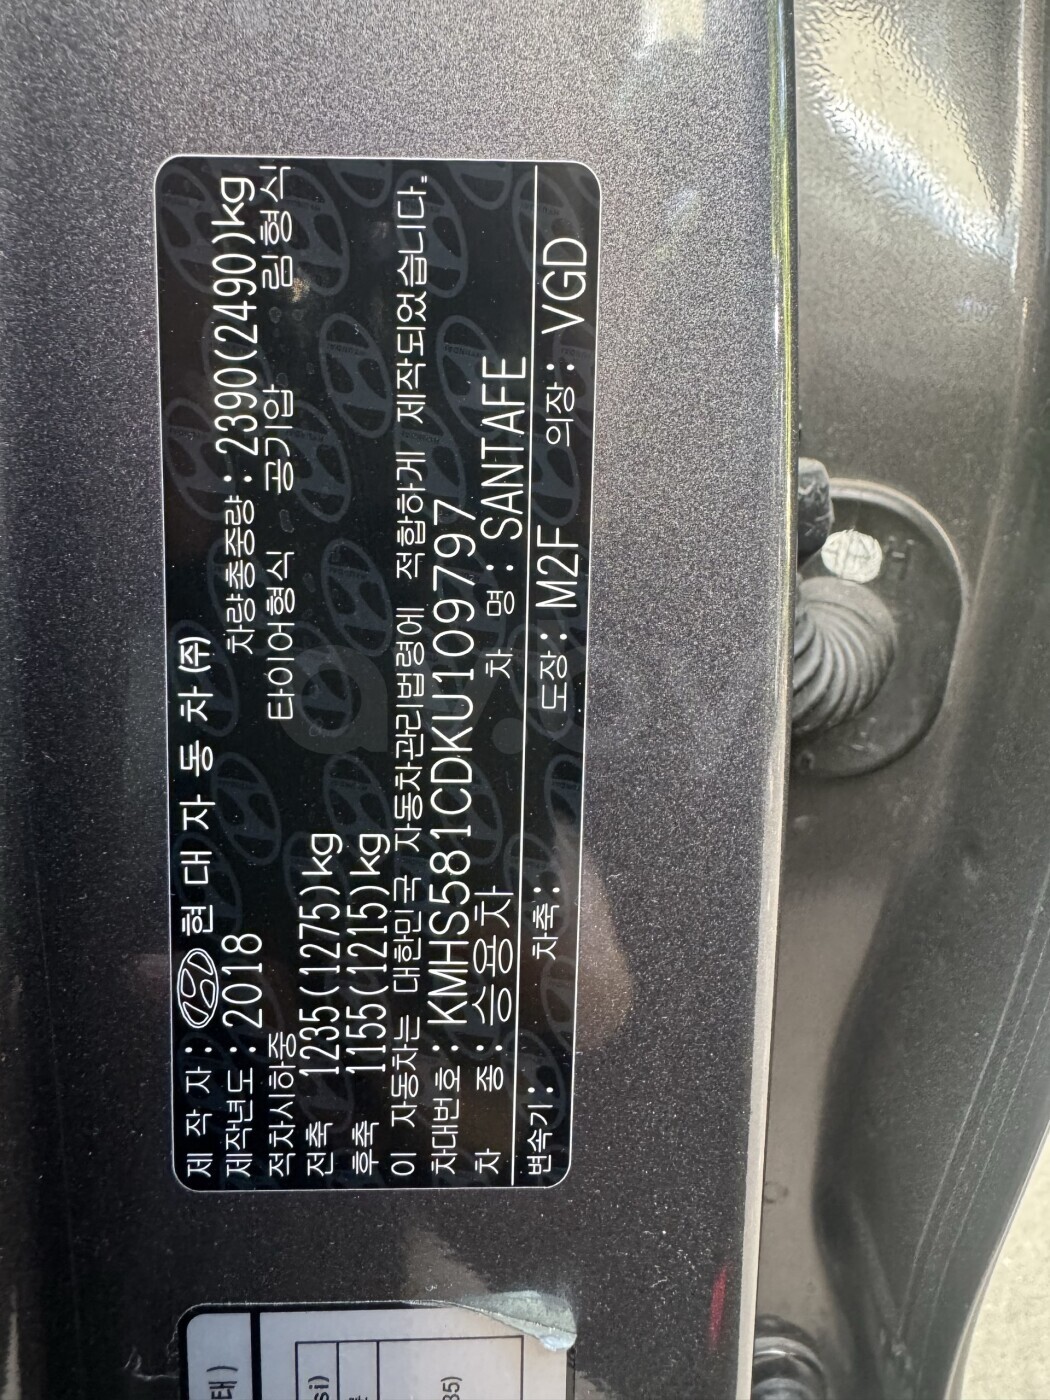 제 작 자 : 현 대 자 동 차 (주)
제작년도 : 2018 차량총중량 : 2390(2490)kg
적차시하중 타이어형식 공기압 림형식
전축 1235(1275)kg
후축 1155(1215)kg
이 자동차는 대한민국 자동차관리법령에 적합하게 제작되었습니다.
차대번호 : KMHS581CDKU109797
차 종 : 승용차 차 명 : SANTAFE
변속기 : 차축 : 도장 : M2F 의장 : VGD
태)
si)
35)